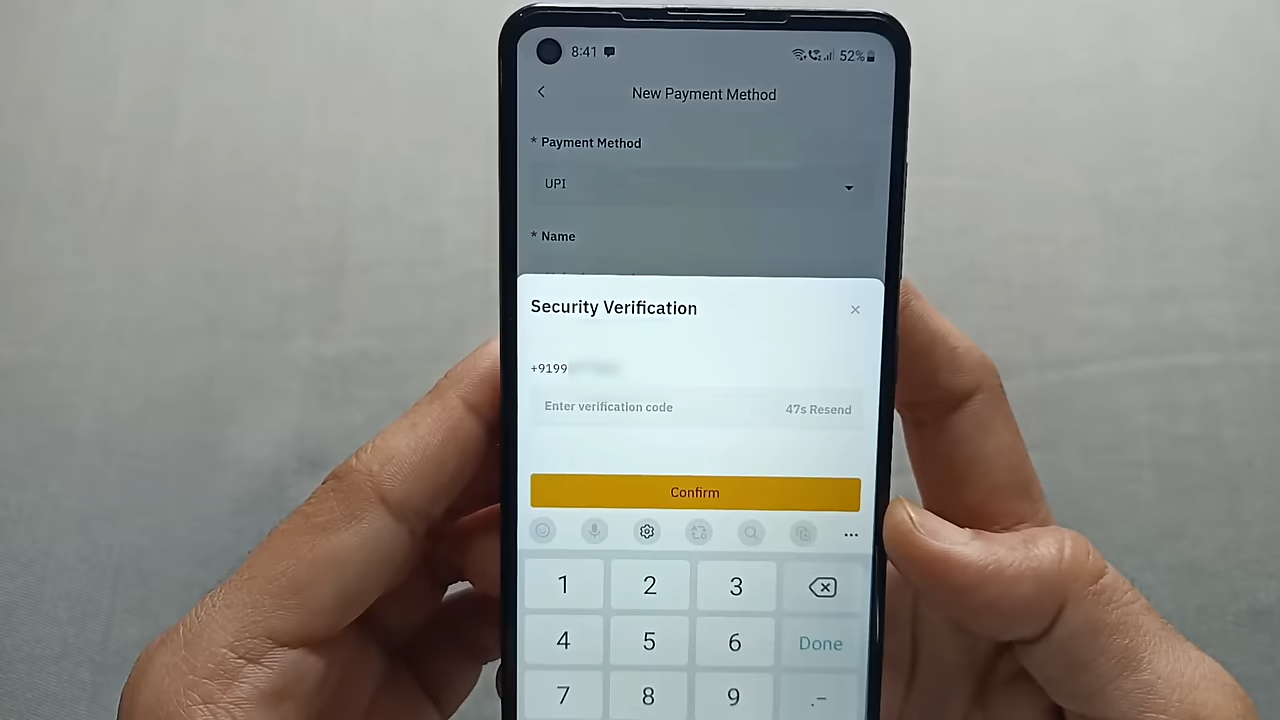 8:41
52%
New Payment Method
* Payment Method
UPI
* Name
Security Verification
+9199
Enter verification code
47s Resend
Confirm
1 2 3
4 5 6 Done
7 8 9 .-